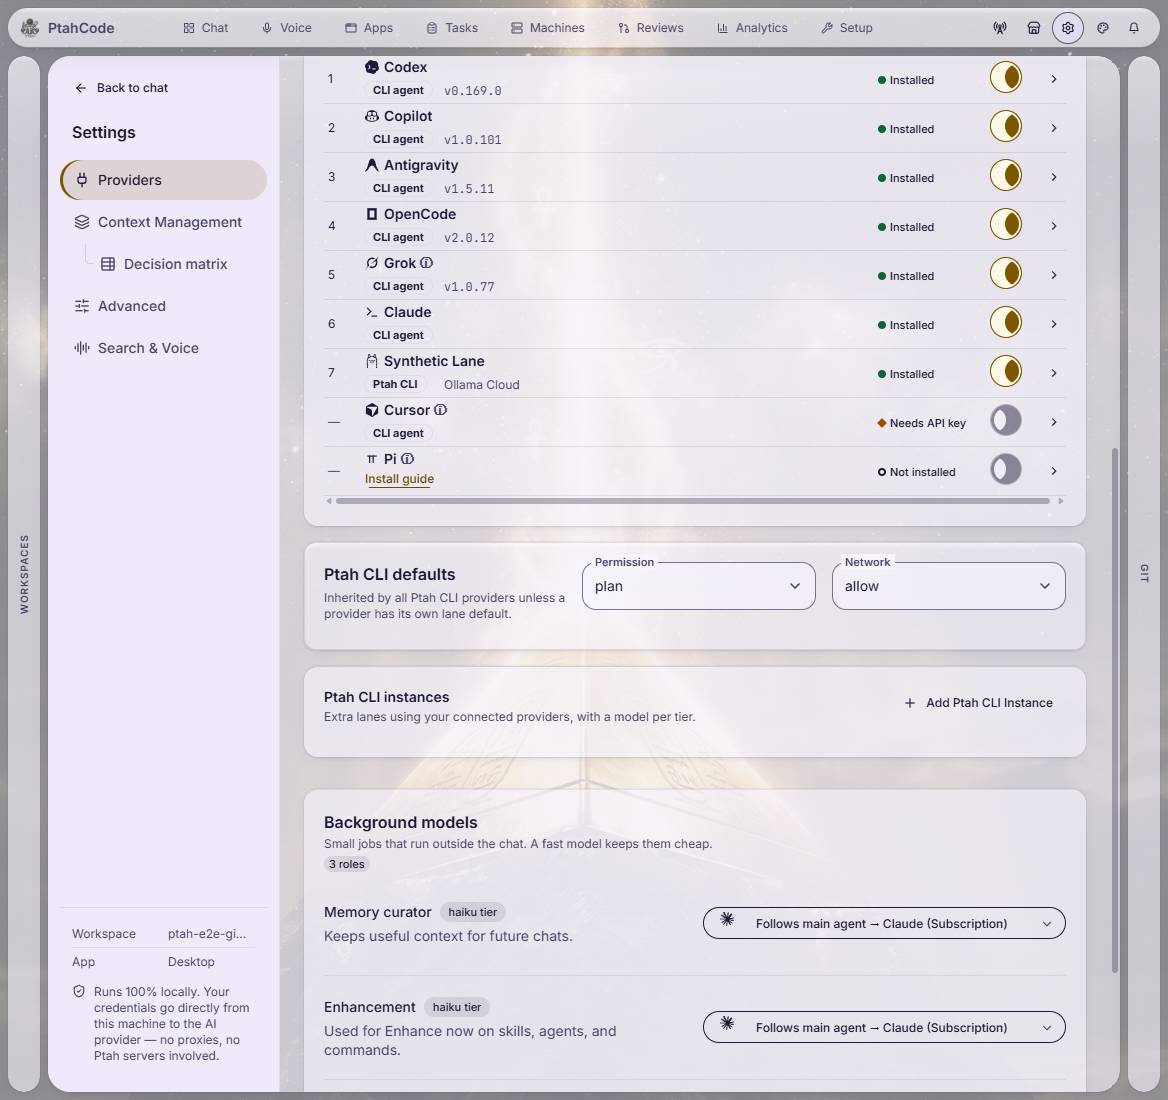 PtahCode
Chat
Voice
Apps
Tasks
Machines
Reviews
Analytics
Setup
WORKSPACES
Back to chat
Settings
Providers
Context Management
Decision matrix
Advanced
Search & Voice
Workspace ptah-e2e-gi...
App Desktop
Runs 100% locally. Your
credentials go directly from
this machine to the AI
provider — no proxies, no
Ptah servers involved.
1 Codex
CLI agent v0.169.0
Installed
2 Copilot
CLI agent v1.0.101
Installed
3 Antigravity
CLI agent v1.5.11
Installed
4 OpenCode
CLI agent v2.0.12
Installed
5 Grok
CLI agent v1.0.77
Installed
6 Claude
CLI agent
Installed
7 Synthetic Lane
Ptah CLI Ollama Cloud
Installed
— Cursor
CLI agent
Needs API key
— Pi
Install guide
Not installed
Ptah CLI defaults
Inherited by all Ptah CLI providers unless a
provider has its own lane default.
Permission
plan
Network
allow
Ptah CLI instances
Extra lanes using your connected providers, with a model per tier.
Add Ptah CLI Instance
Background models
Small jobs that run outside the chat. A fast model keeps them cheap.
3 roles
Memory curator haiku tier
Keeps useful context for future chats.
Follows main agent → Claude (Subscription)
Enhancement haiku tier
Used for Enhance now on skills, agents, and
commands.
Follows main agent → Claude (Subscription)
GIT